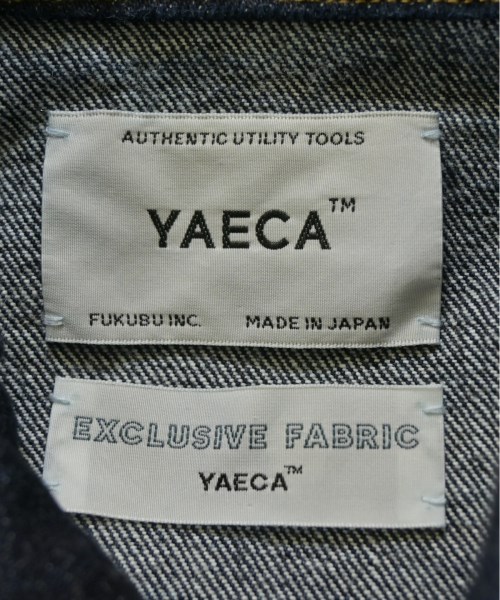 AUTHENTIC UTILITY TOOLS
YAECA™
FUKUBU INC. MADE IN JAPAN
EXCLUSIVE FABRIC
YAECA™